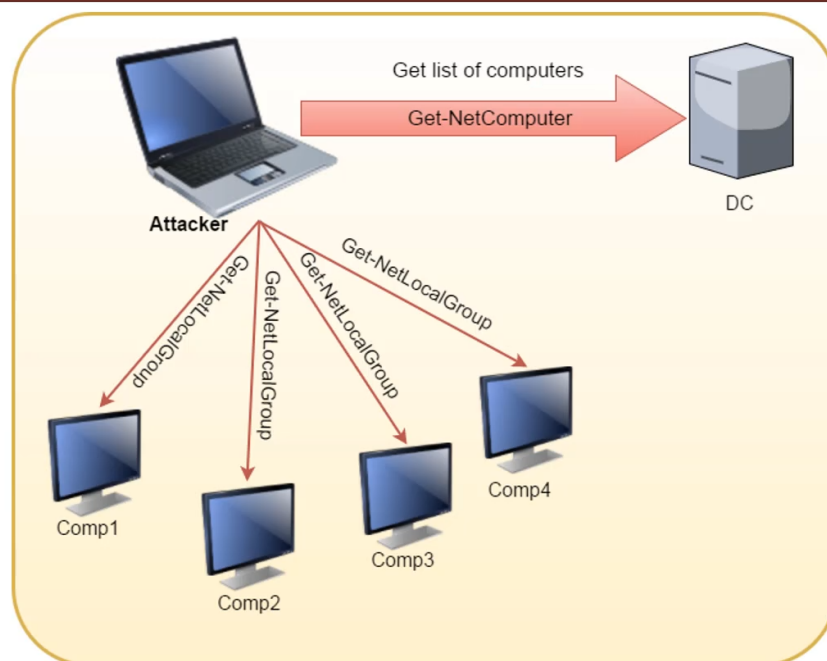 Get list of computers
Get-NetComputer
DC
Attacker
Get-NetLocalGroup
Get-NetLocalGroup
Get-NetLocalGroup
Get-NetLocalGroup
Comp1
Comp2
Comp3
Comp4